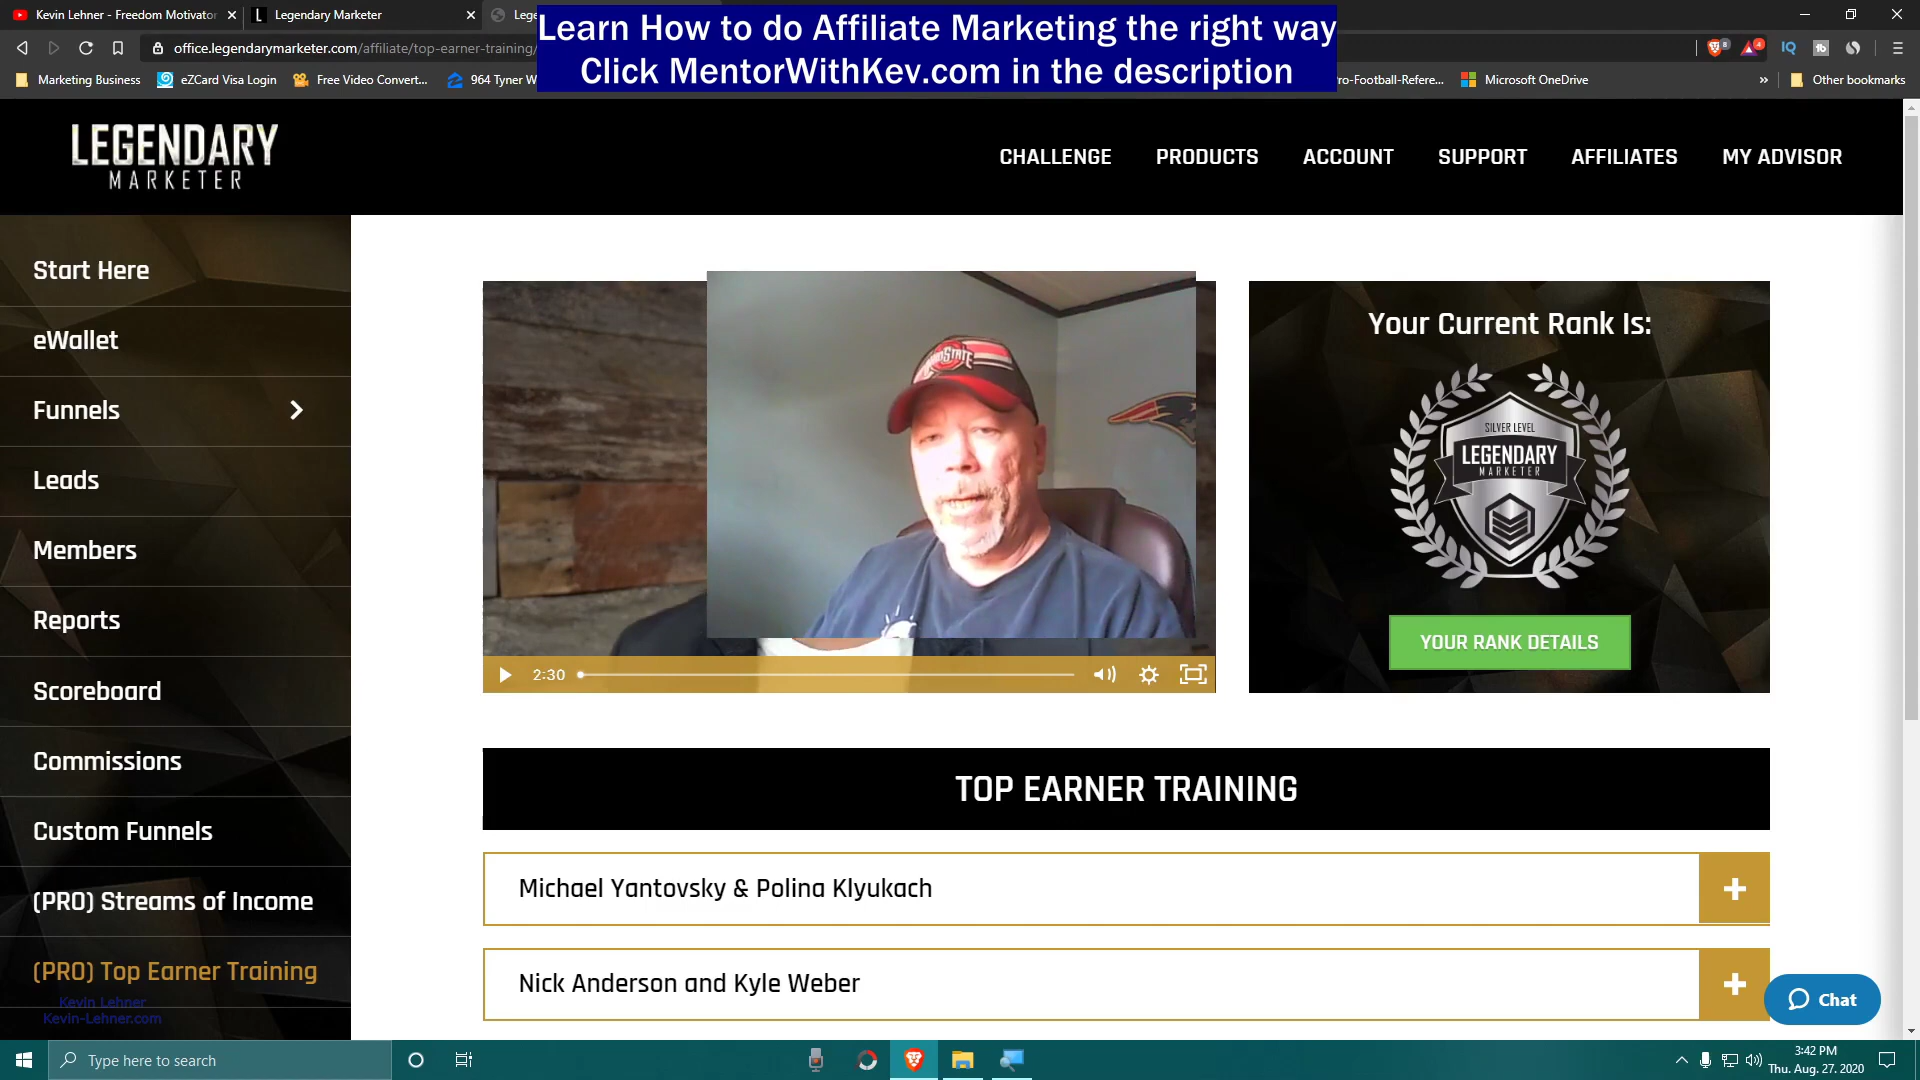 Kevin Lehner - Freedom Motivator
Legendary Marketer
Lege
Learn How to do Affiliate Marketing the right way
Click MentorWithKev.com in the description
office.legendarymarketer.com/affiliate/top-earner-training/
8
4
IQ
tb
Marketing Business
eZCard Visa Login
Free Video Convert...
964 Tyner W
ro-Football-Refere...
Microsoft OneDrive
»
Other bookmarks
LEGENDARY
MARKETER
CHALLENGE
PRODUCTS
ACCOUNT
SUPPORT
AFFILIATES
MY ADVISOR
Start Here
eWallet
Funnels
Leads
Members
Reports
Scoreboard
Commissions
Custom Funnels
(PRO) Streams of Income
(PRO) Top Earner Training
Kevin Lehner
Kevin-Lehner.com
OHIO STATE
2:30
Your Current Rank Is:
SILVER LEVEL
LEGENDARY
MARKETER
YOUR RANK DETAILS
TOP EARNER TRAINING
Michael Yantovsky & Polina Klyukach
Nick Anderson and Kyle Weber
Chat
Type here to search
3:42 PM
Thu. Aug. 27. 2020